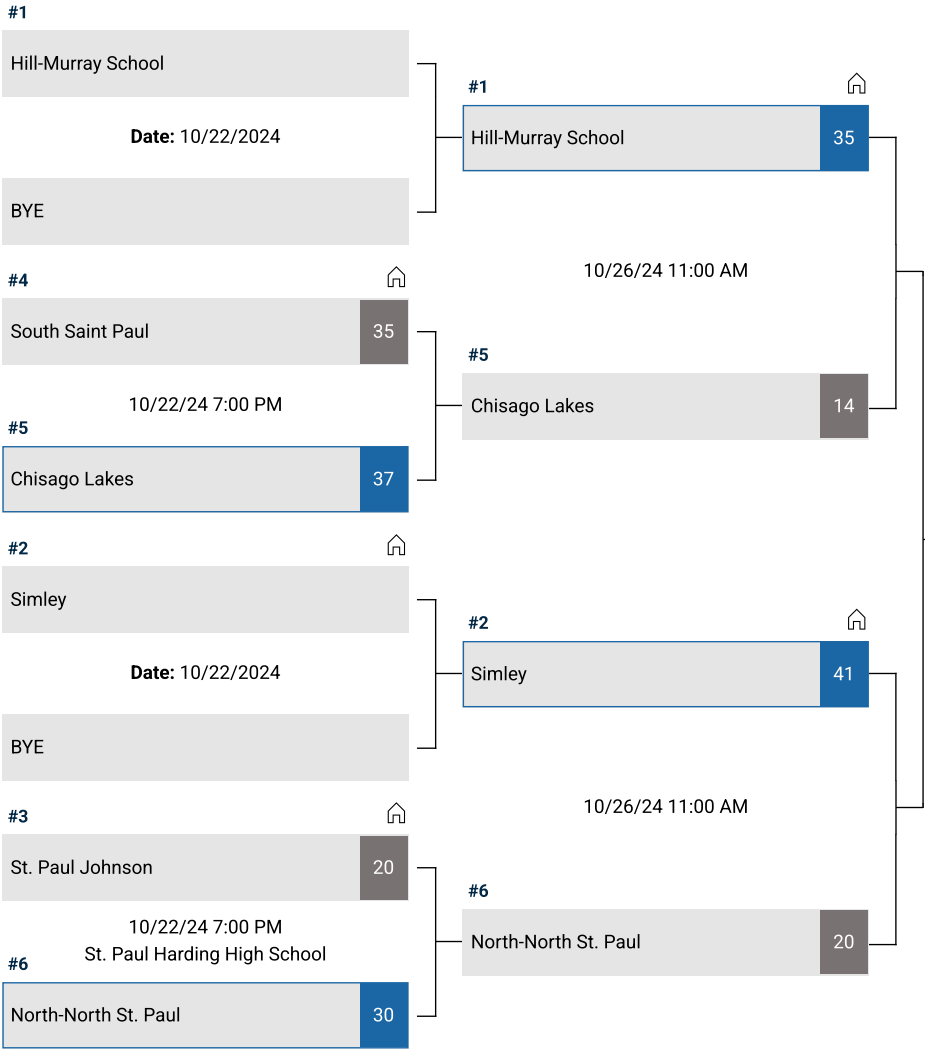 #1
Hill-Murray School
Date: 10/22/2024
BYE
#4
South Saint Paul
35
10/22/24 7:00 PM
#5
Chisago Lakes
37
#2
Simley
Date: 10/22/2024
BYE
#3
St. Paul Johnson
20
10/22/24 7:00 PM
St. Paul Harding High School
#6
North-North St. Paul
30
#1
Hill-Murray School
35
10/26/24 11:00 AM
#5
Chisago Lakes
14
#2
Simley
41
10/26/24 11:00 AM
#6
North-North St. Paul
20